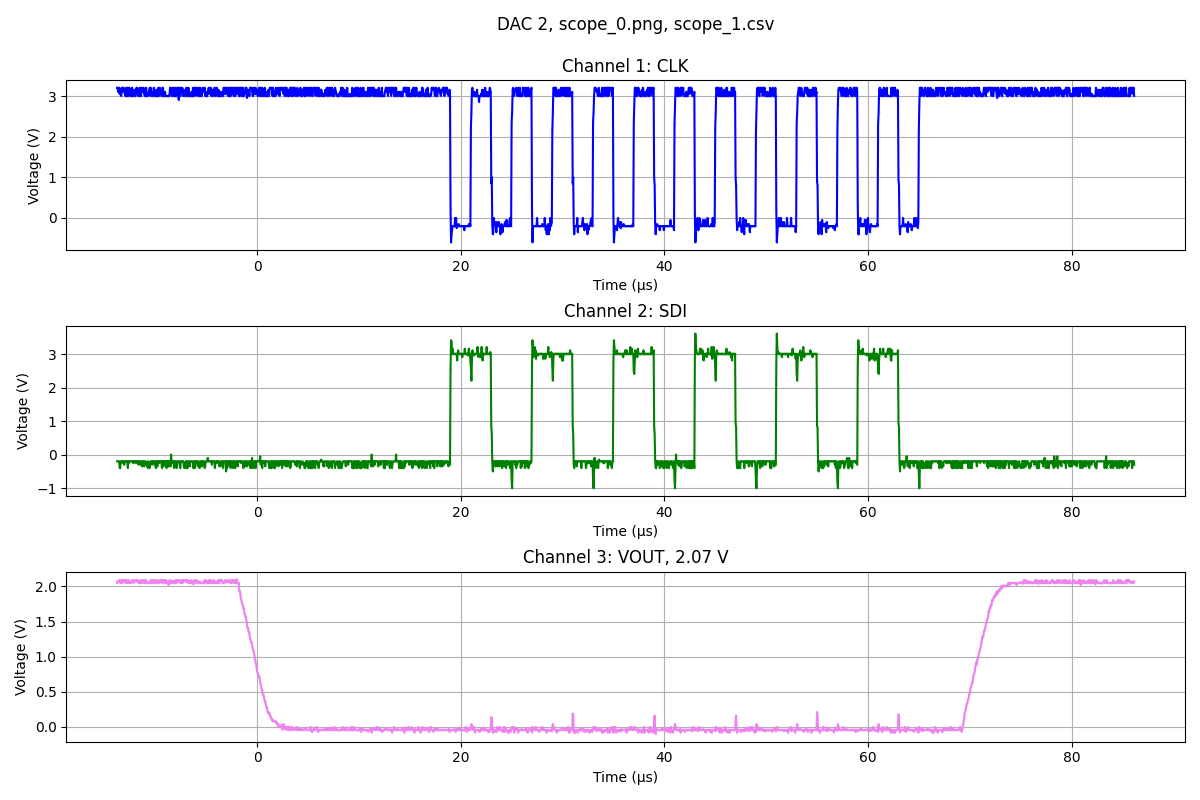 DAC 2, scope_0.png, scope_1.csv
Channel 1: CLK
3
2
1
0
Voltage (V)
0 20 40 60 80
Time (µs)
Channel 2: SDI
3
2
1
0
−1
Voltage (V)
0 20 40 60 80
Time (µs)
Channel 3: VOUT, 2.07 V
2.0
1.5
1.0
0.5
0.0
Voltage (V)
0 20 40 60 80
Time (µs)